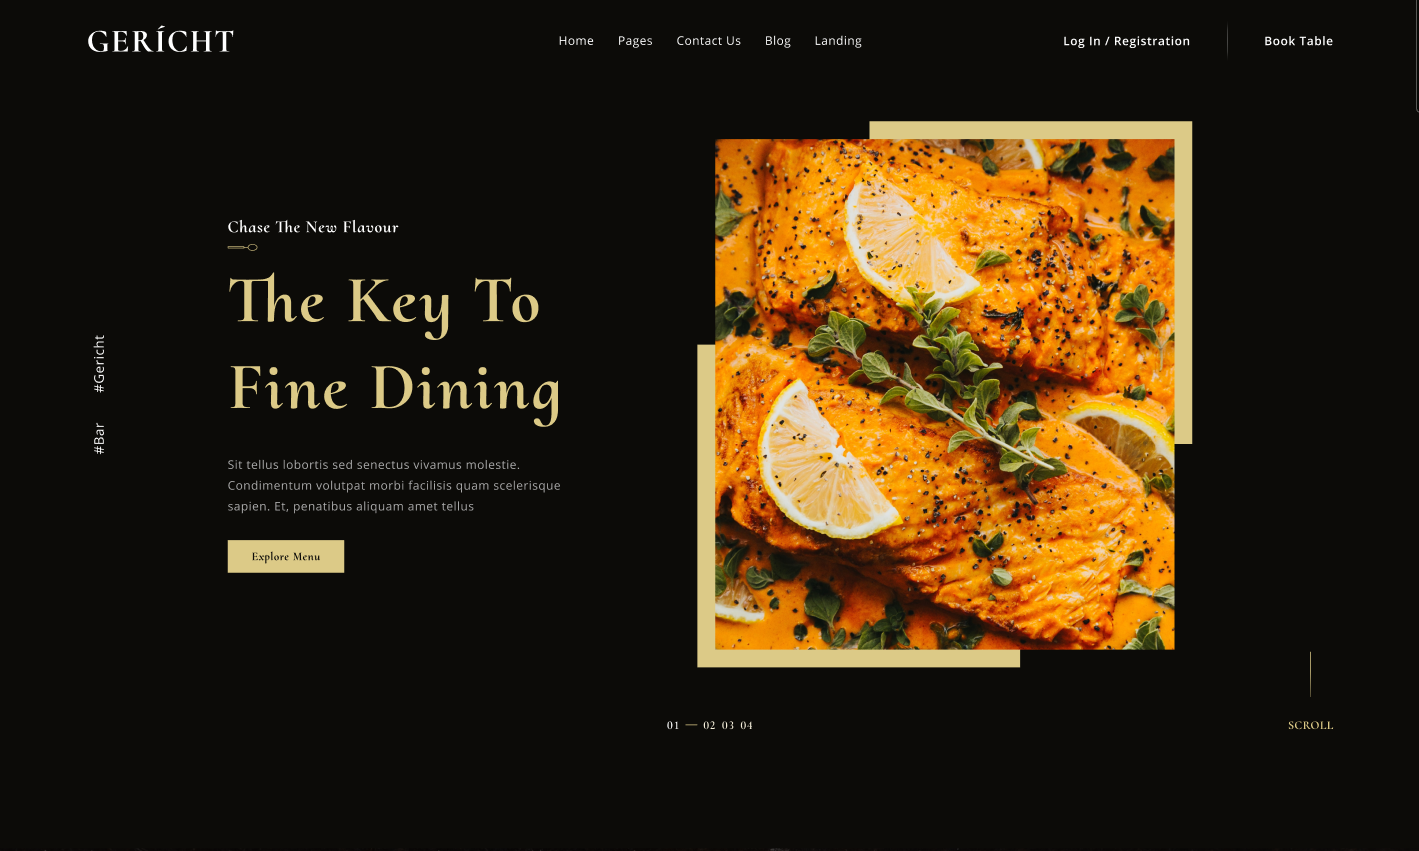 GERÍCHT
Home Pages Contact Us Blog Landing
Log In / Registration
Book Table
Chase The New Flavour
The Key To
Fine Dining
#Gericht
#Bar
Sit tellus lobortis sed senectus vivamus molestie.
Condimentum volutpat morbi facilisis quam scelerisque
sapien. Et, penatibus aliquam amet tellus
Explore Menu
01 — 02 03 04
SCROLL